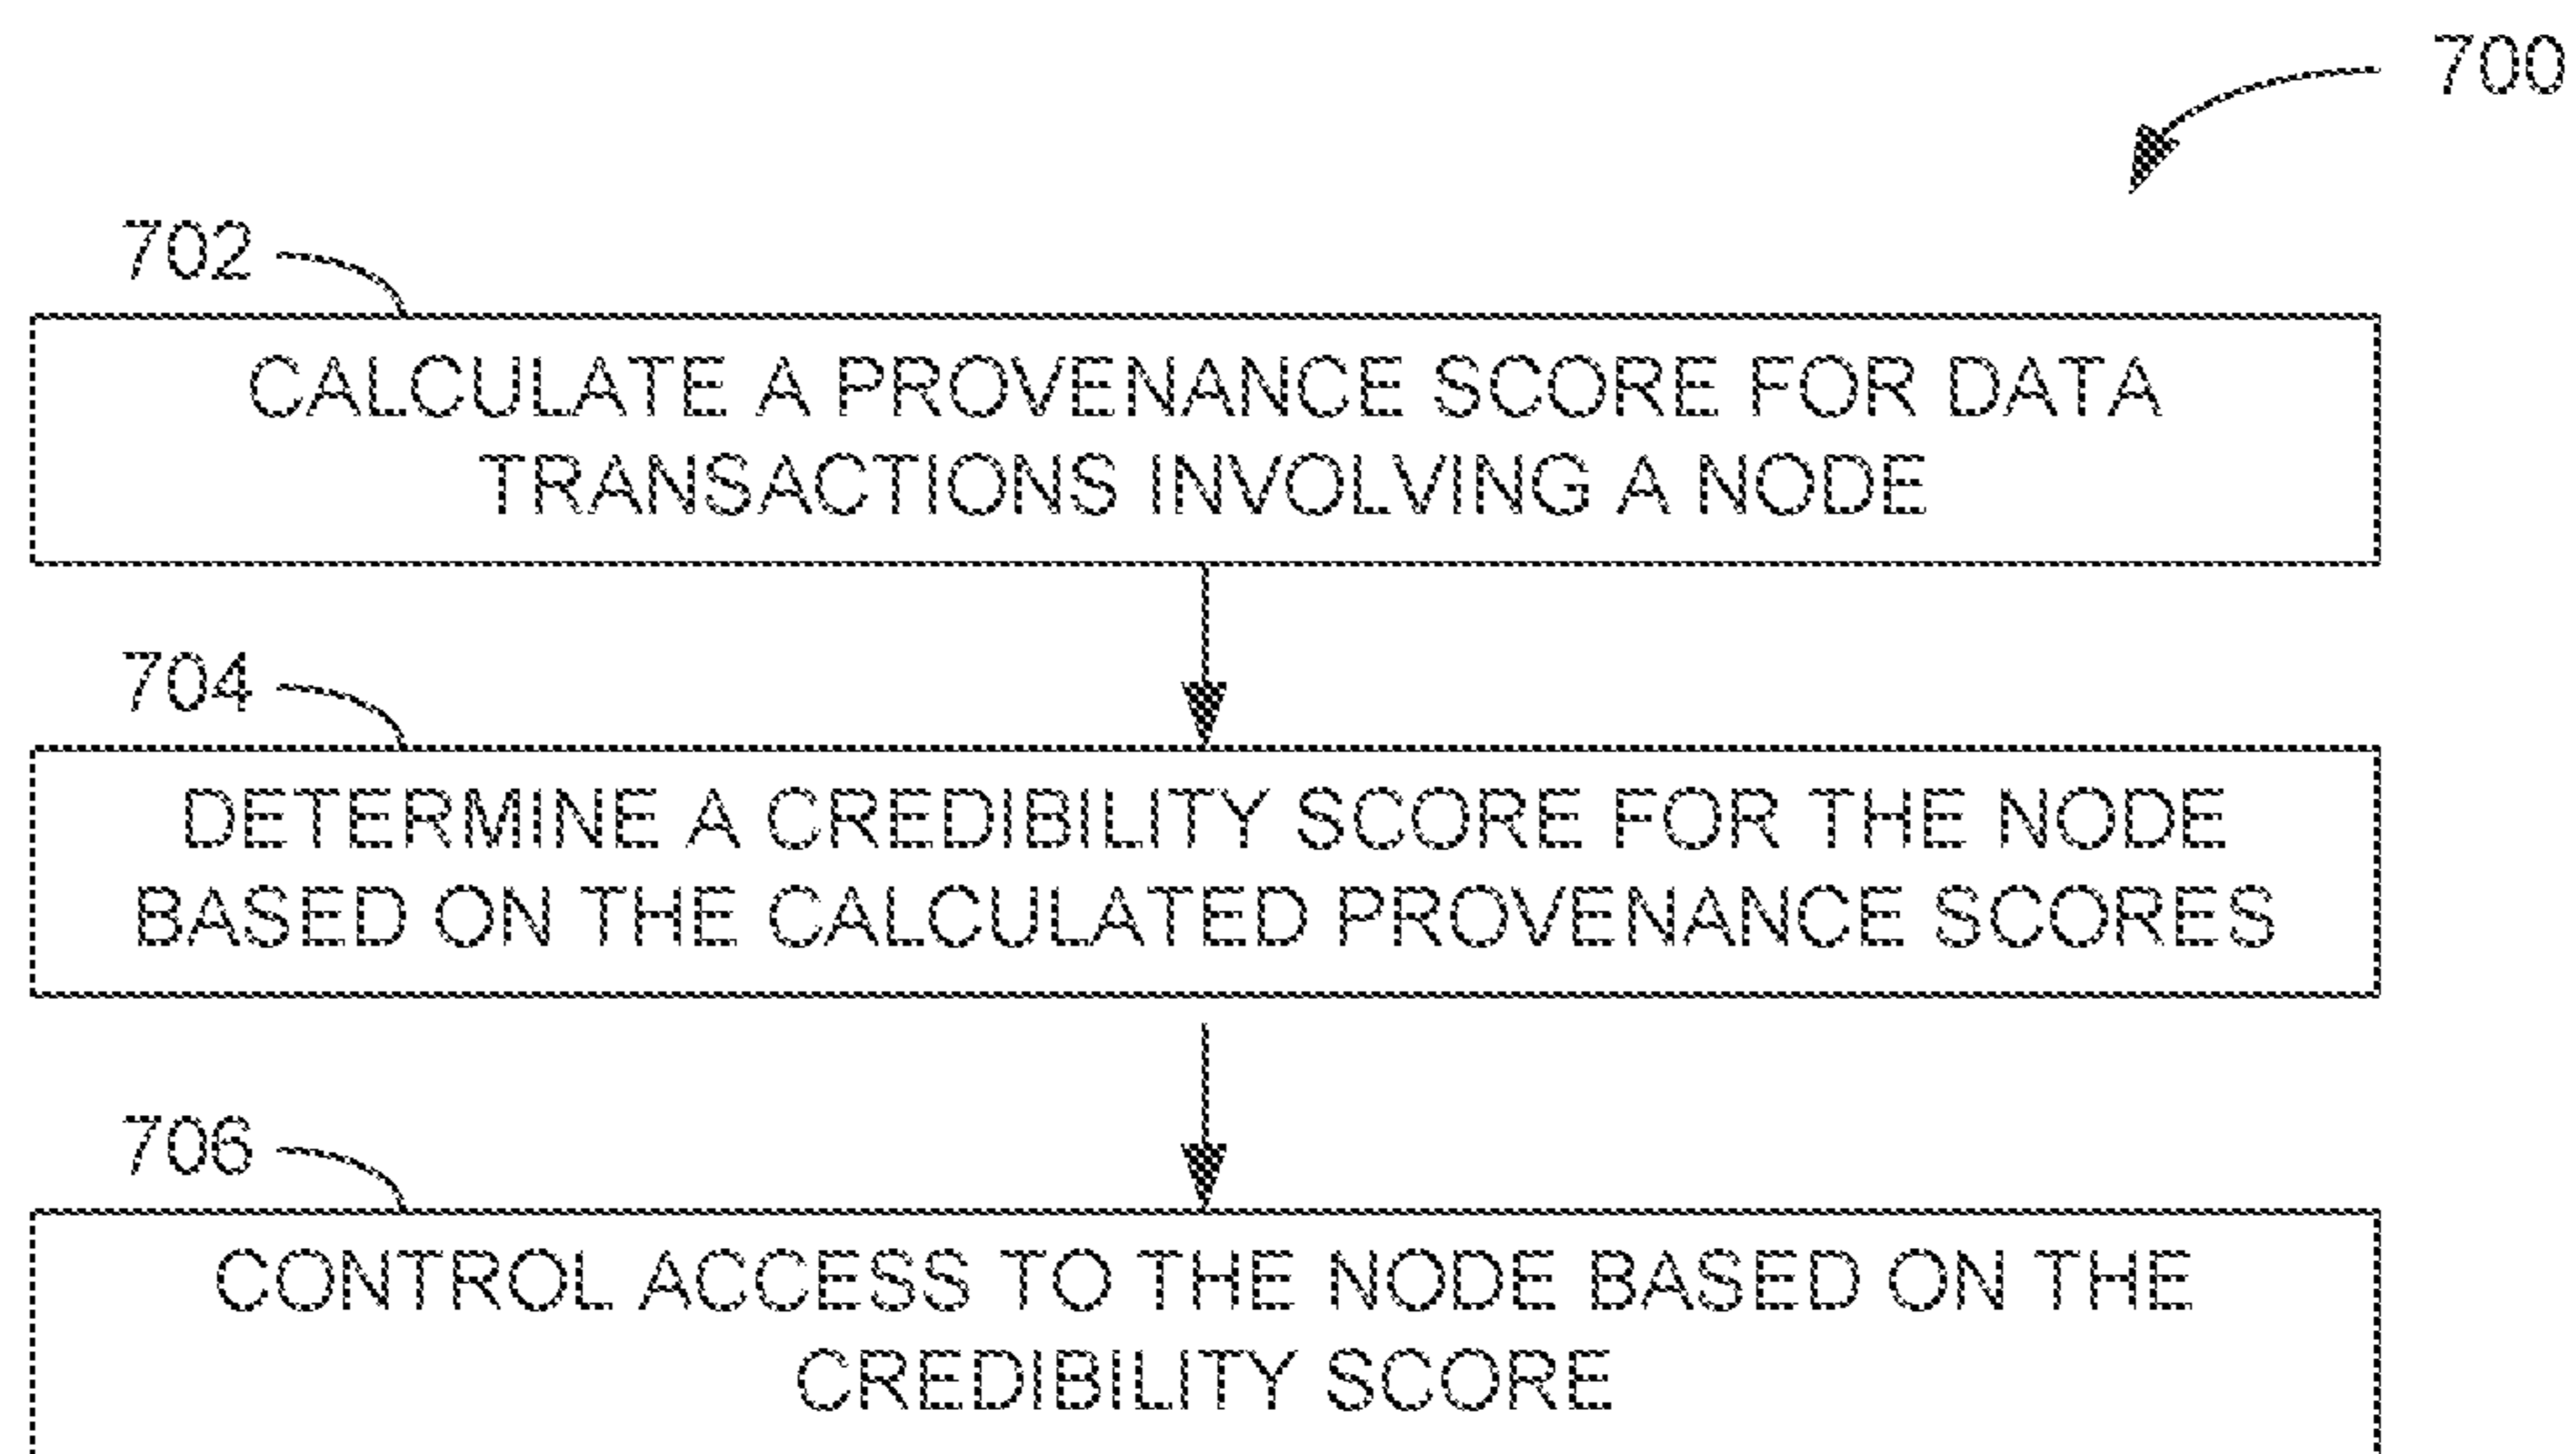 700
702
CALCULATE A PROVENANCE SCORE FOR DATA
TRANSACTIONS INVOLVING A NODE
704
DETERMINE A CREDIBILITY SCORE FOR THE NODE
BASED ON THE CALCULATED PROVENANCE SCORES
706
CONTROL ACCESS TO THE NODE BASED ON THE
CREDIBILITY SCORE